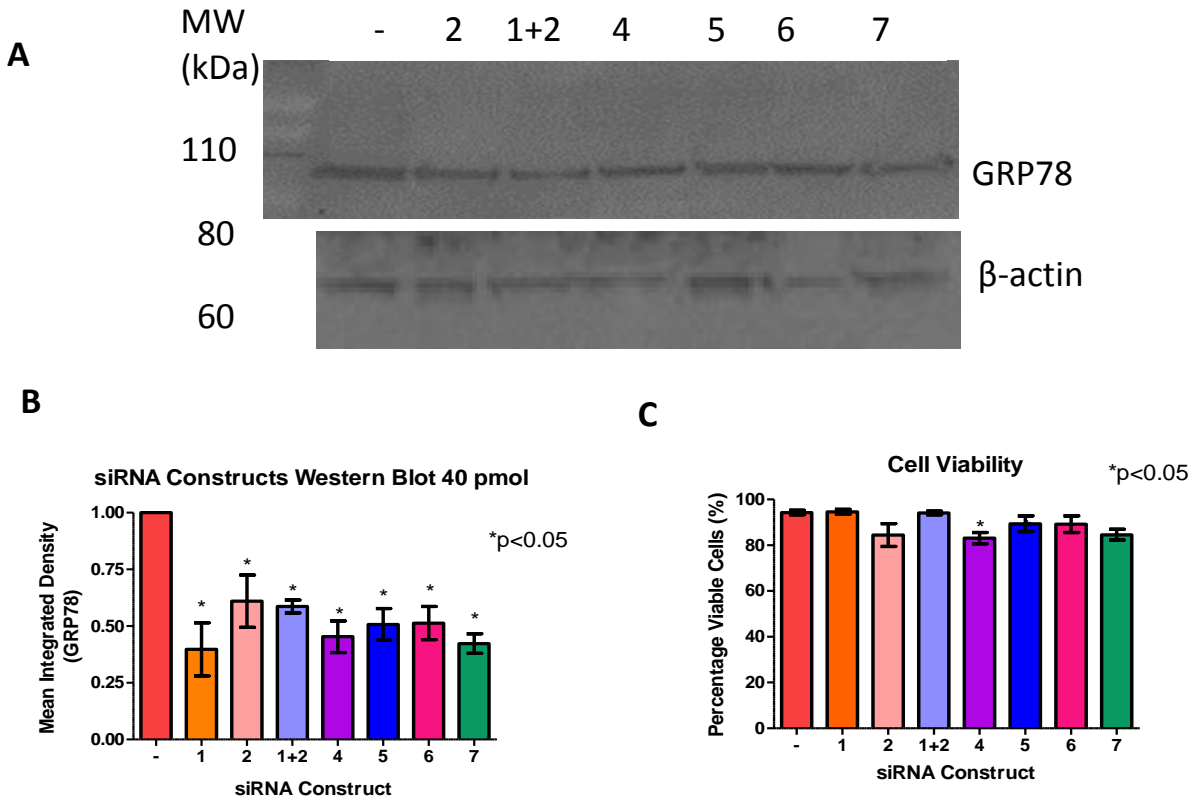 A
MW
(kDa)
- 2 1+2 4 5 6 7
110
GRP78
80
β-actin
60
B
siRNA Constructs Western Blot 40 pmol
*p<0.05
Mean Integrated Density
(GRP78)
1.00
0.75
0.50
0.25
0.00
* * * * * * *
- 1 2 1+2 4 5 6 7
siRNA Construct
C
Cell Viability
*p<0.05
Percentage Viable Cells (%)
100
80
60
40
20
0
*
- 1 2 1+2 4 5 6 7
siRNA Construct